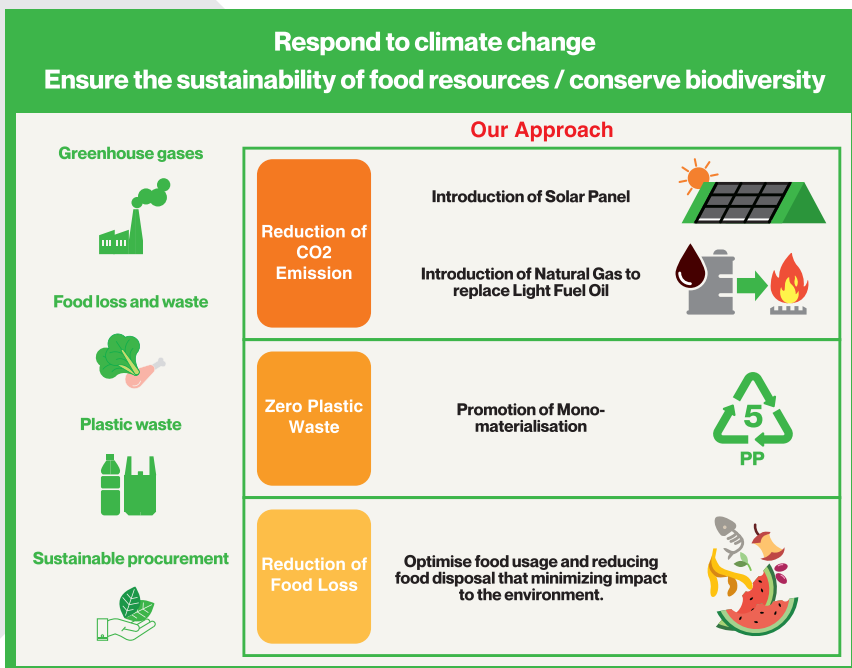 Respond to climate change
Ensure the sustainability of food resources / conserve biodiversity
Greenhouse gases
Food loss and waste
Plastic waste
Sustainable procurement
Our Approach
Reduction of
CO2
Emission
Introduction of Solar Panel
Introduction of Natural Gas to
replace Light Fuel Oil
Zero Plastic
Waste
Promotion of Mono-
materialisation
5
PP
Reduction of
Food Loss
Optimise food usage and reducing
food disposal that minimizing impact
to the environment.